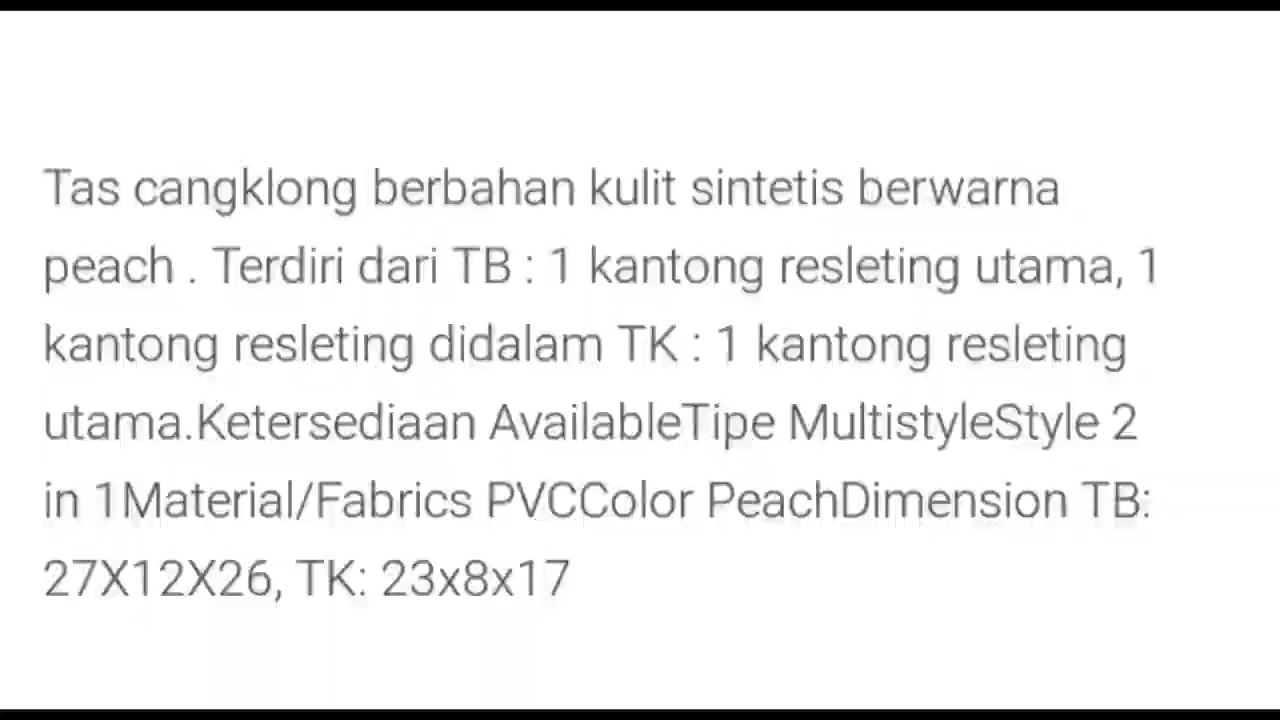 Tas cangklong berbahan kulit sintetis berwarna
peach . Terdiri dari TB : 1 kantong resleting utama, 1
kantong resleting didalam TK : 1 kantong resleting
utama.Ketersediaan AvailableTipe MultistyleStyle 2
in 1Material/Fabrics PVCColor PeachDimension TB:
27X12X26, TK: 23x8x17